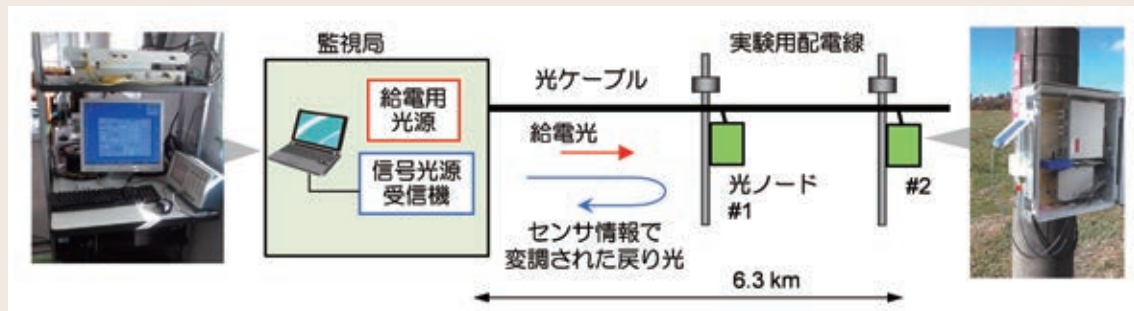 監視局
給電用
光源
信号光源
受信機
光ケーブル
給電光
センサ情報で
変調された戻り光
実験用配電線
光ノード
#1
#2
6.3 km